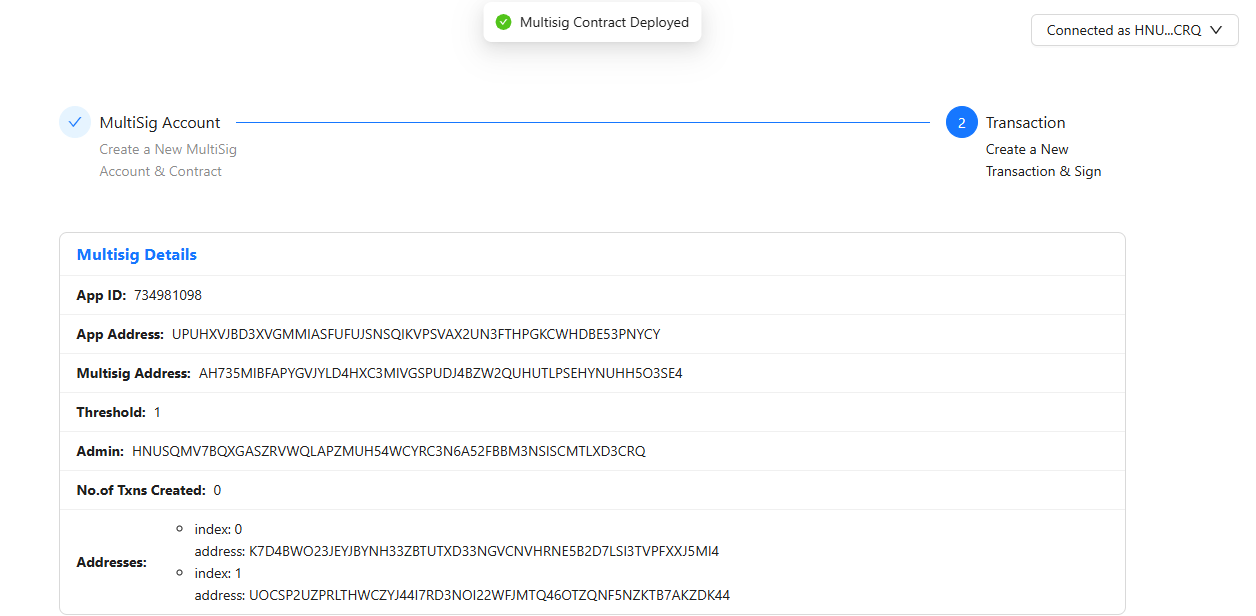 Multisig Contract Deployed
Connected as HNU...CRQ
MultiSig Account
Create a New MultiSig
Account & Contract
2
Transaction
Create a New
Transaction & Sign
Multisig Details
App ID: 734981098
App Address: UPUHXVJBD3XVGMMIASFUFUJSNSQIKVPSVAX2UN3FTHPGKCWHDBE53PNYCY
Multisig Address: AH735MIBFAPYGVJYLD4HXC3MIVGSPUDJ4BZW2QUHUTLPSEHYNUHH5O3SE4
Threshold: 1
Admin: HNUSQMV7BQXGASZRVWQLAPZMUH54WCYRC3N6A52FBBM3NSISCMTLXD3CRQ
No.of Txns Created: 0
Addresses:
index: 0
address: K7D4BWO23JEYJBYNH33ZBTUTXD33NGVCNVHRNE5B2D7LSI3TVPFXXJ5MI4
index: 1
address: UOCSP2UZPRLTHWCZYJ44I7RD3NOI22WFJMTQ46OTZQNF5NZKTB7AKZDK44